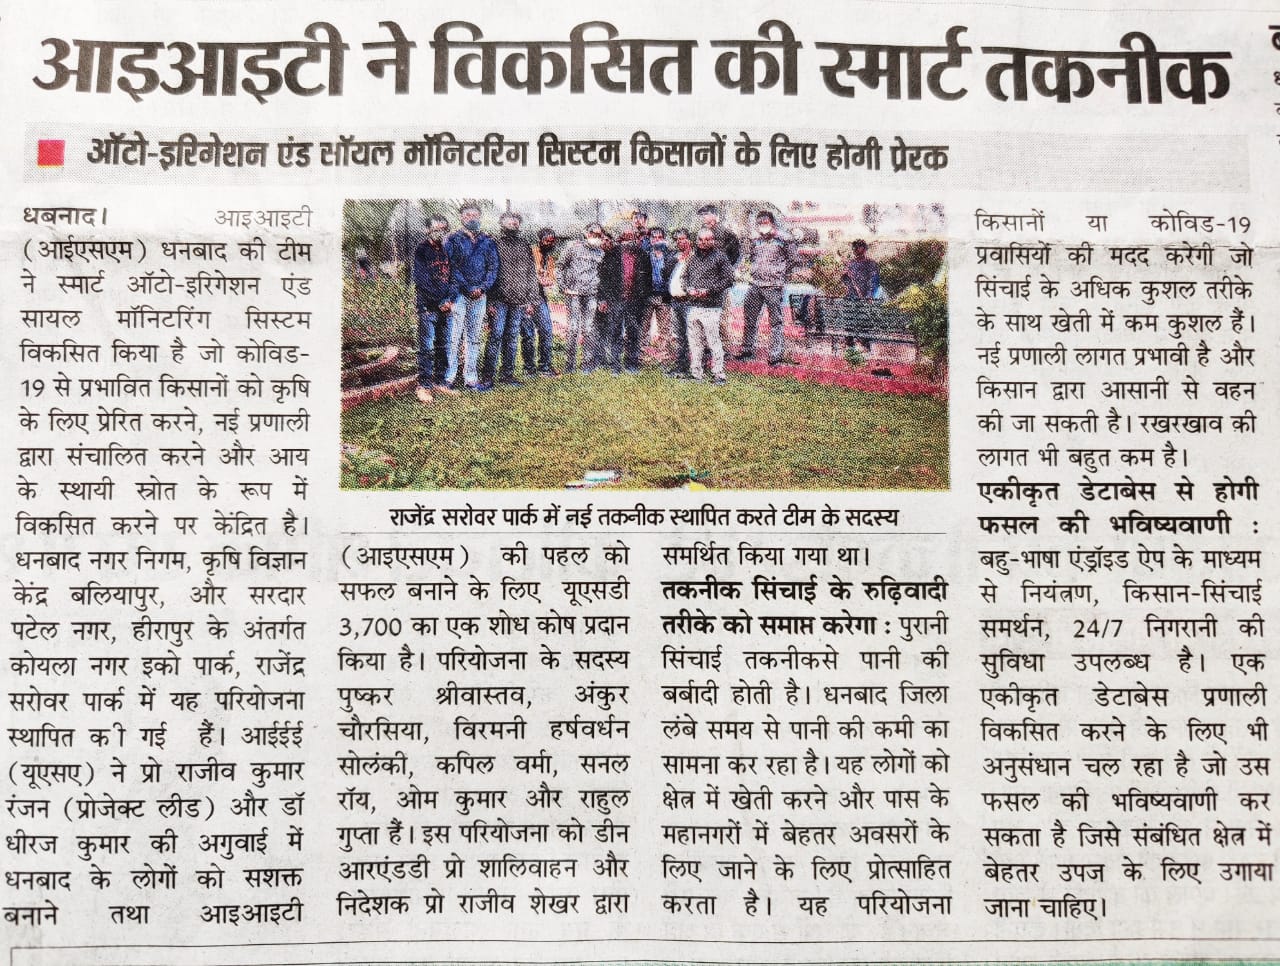 आइआइटी ने विकसित की स्मार्ट तकनीक
ऑटो-इरिगेशन एंड सॉयल मॉनिटरिंग सिस्टम किसानों के लिए होगी प्रेरक
धबनाद। आइआइटी
(आईएसएम) धनबाद की टीम
ने स्मार्ट ऑटो-इरिगेशन एंड
सायल मॉनिटरिंग सिस्टम
विकसित किया है जो कोविड-
19 से प्रभावित किसानों को कृषि
के लिए प्रेरित करने, नई प्रणाली
द्वारा संचालित करने और आय
के स्थायी स्रोत के रूप में
विकसित करने पर केंद्रित है।
धनबाद नगर निगम, कृषि विज्ञान
केंद्र बलियापुर, और सरदार
पटेल नगर, हीरापुर के अंतर्गत
कोयला नगर इको पार्क, राजेंद्र
सरोवर पार्क में यह परियोजना
स्थापित की गई हैं। आईईई
(यूएसए) ने प्रो राजीव कुमार
रंजन (प्रोजेक्ट लीड) और डॉ
धीरज कुमार की अगुवाई में
धनबाद के लोगों को सशक्त
बनाने तथा आइआइटी
राजेंद्र सरोवर पार्क में नई तकनीक स्थापित करते टीम के सदस्य
(आइएसएम) की पहल को
सफल बनाने के लिए यूएसडी
3,700 का एक शोध कोष प्रदान
किया है। परियोजना के सदस्य
पुष्कर श्रीवास्तव, अंकुर
चौरसिया, विरमनी हर्षवर्धन
सोलंकी, कपिल वर्मा, सनल
रॉय, ओम कुमार और राहुल
गुप्ता हैं। इस परियोजना को डीन
आरएंडडी प्रो शालिवाहन और
निदेशक प्रो राजीव शेखर द्वारा
समर्थित किया गया था।
तकनीक सिंचाई के रुढ़िवादी
तरीके को समाप्त करेगा : पुरानी
सिंचाई तकनीकसे पानी की
बर्बादी होती है। धनबाद जिला
लंबे समय से पानी की कमी का
सामना कर रहा है। यह लोगों को
क्षेत्र में खेती करने और पास के
महानगरों में बेहतर अवसरों के
लिए जाने के लिए प्रोत्साहित
करता है। यह परियोजना
किसानों या कोविड-19
प्रवासियों की मदद करेगी जो
सिंचाई के अधिक कुशल तरीके
के साथ खेती में कम कुशल हैं।
नई प्रणाली लागत प्रभावी है और
किसान द्वारा आसानी से वहन
की जा सकती है। रखरखाव की
लागत भी बहुत कम है।
एकीकृत डेटाबेस से होगी
फसल की भविष्यवाणी :
बहु-भाषा एंड्रॉइड ऐप के माध्यम
से नियंत्रण, किसान-सिंचाई
समर्थन, 24/7 निगरानी की
सुविधा उपलब्ध है। एक
एकीकृत डेटाबेस प्रणाली
विकसित करने के लिए भी
अनुसंधान चल रहा है जो उस
फसल की भविष्यवाणी कर
सकता है जिसे संबंधित क्षेत्र में
बेहतर उपज के लिए उगाया
जाना चाहिए।